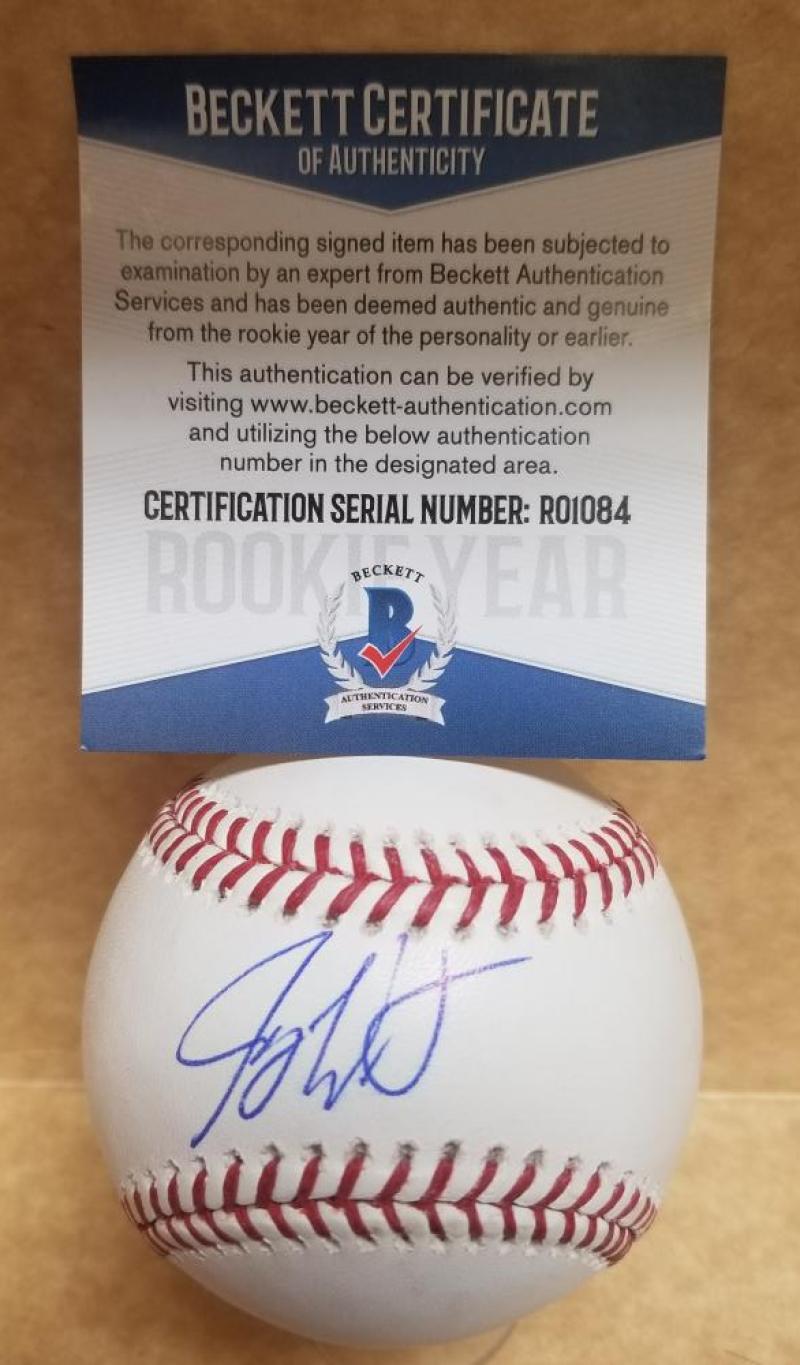 BECKETT CERTIFICATE
OF AUTHENTICITY
The corresponding signed item has been subjected to
examination by an expert from Beckett Authentication
Services and has been deemed authentic and genuine
from the rookie year of the personality or earlier.
This authentication can be verified by
visiting www.beckett-authentication.com
and utilizing the below authentication
number in the designated area.
CERTIFICATION SERIAL NUMBER: R01084
ROOKIE YEAR
BECKETT
B
AUTHENTICATION
SERVICES